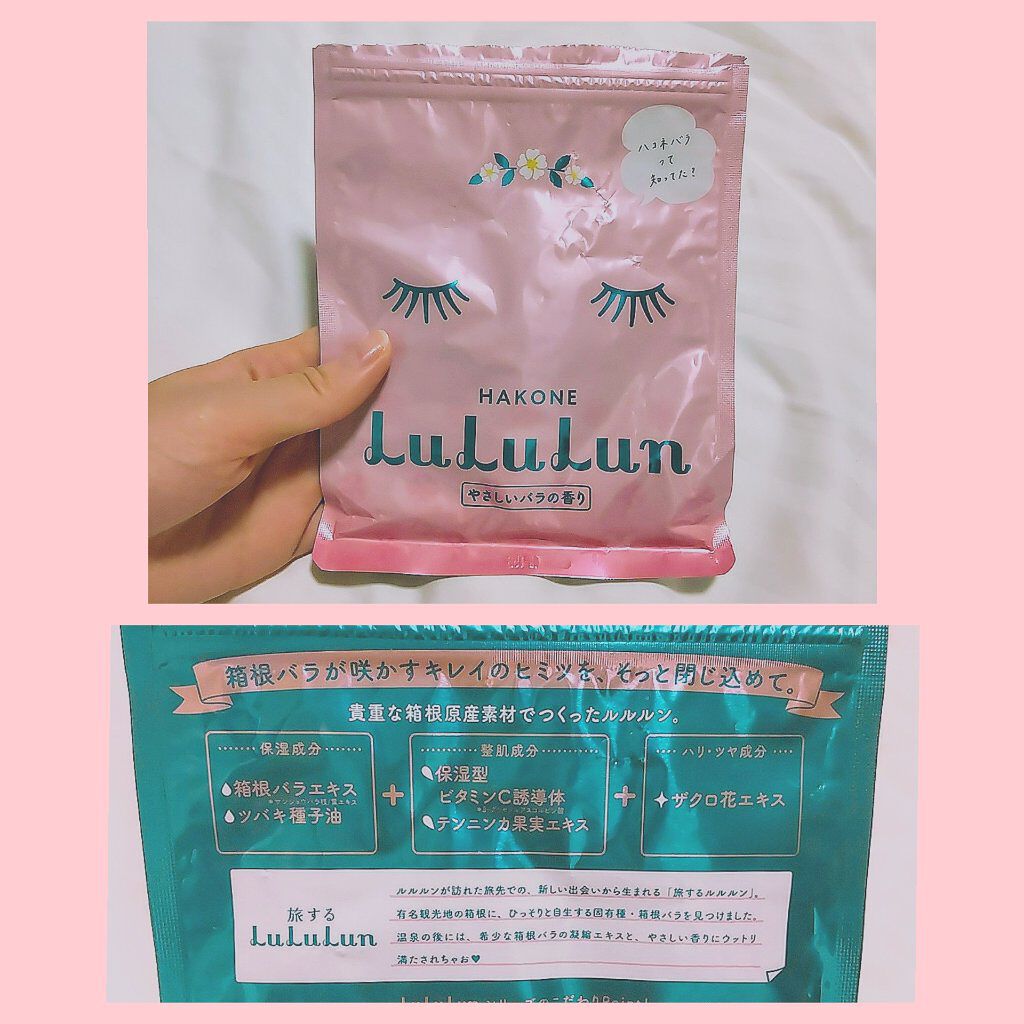 ハコネバラ
って
知ってた?
HAKONE
LuLuLun
やさしいバラの香り
箱根バラが咲かすキレイのヒミツを、そっと閉じ込めて。
貴重な箱根原産素材でつくったルルルン。
保湿成分
箱根バラエキス
ツバキ種子油
+
整肌成分
保湿型
ビタミンC誘導体
テンニンカ果実エキス
+
ハリ・ツヤ成分
ザクロ花エキス
旅する
LuLuLun
ルルルンが訪れた旅先での、新しい出会いから生まれる「旅するルルルン」。
有名観光地の箱根に、ひっそりと自生する固有種・箱根バラを見つけました。
温泉の後には、希少な箱根バラの凝縮エキスと、やさしい香りにウットリ
満たされちゃお♥